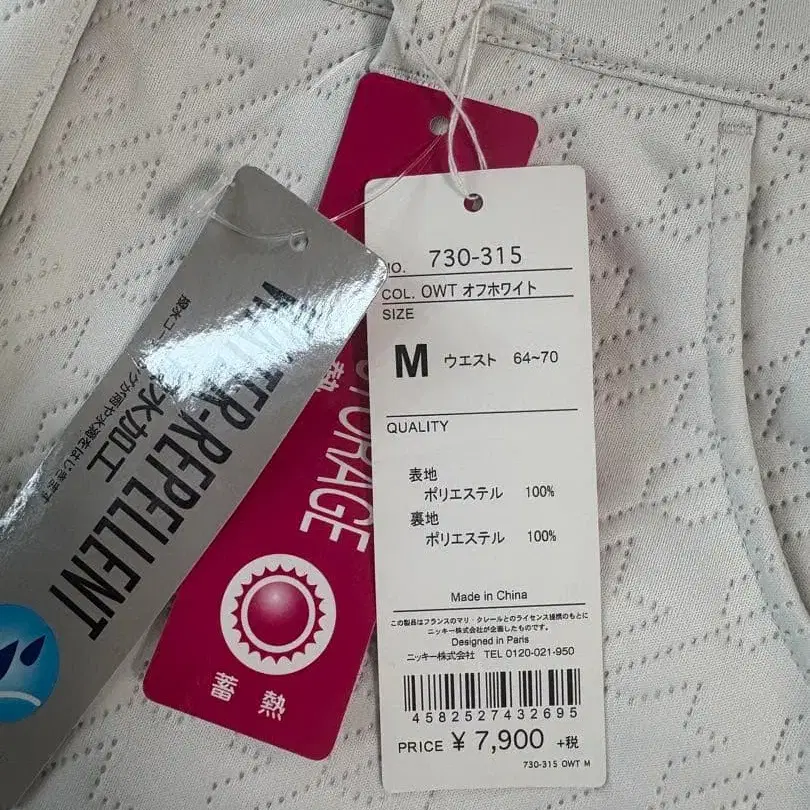 NO. 730-315
COL. OWT オフホワイト
SIZE
M ウエスト 64~70
QUALITY
表地
ポリエステル 100%
裏地
ポリエステル 100%
Made in China
この製品はフランスのマリ・クレールとのライセンス提携のもとに
ニッキー株式会社が企画したものです。
Designed in Paris
ニッキー株式会社 TEL 0120-021-950
4582527432695
PRICE ¥7,900 +税
730-315 OWT M
WATER-REPELLENT
水加工
STORAGE
蓄熱